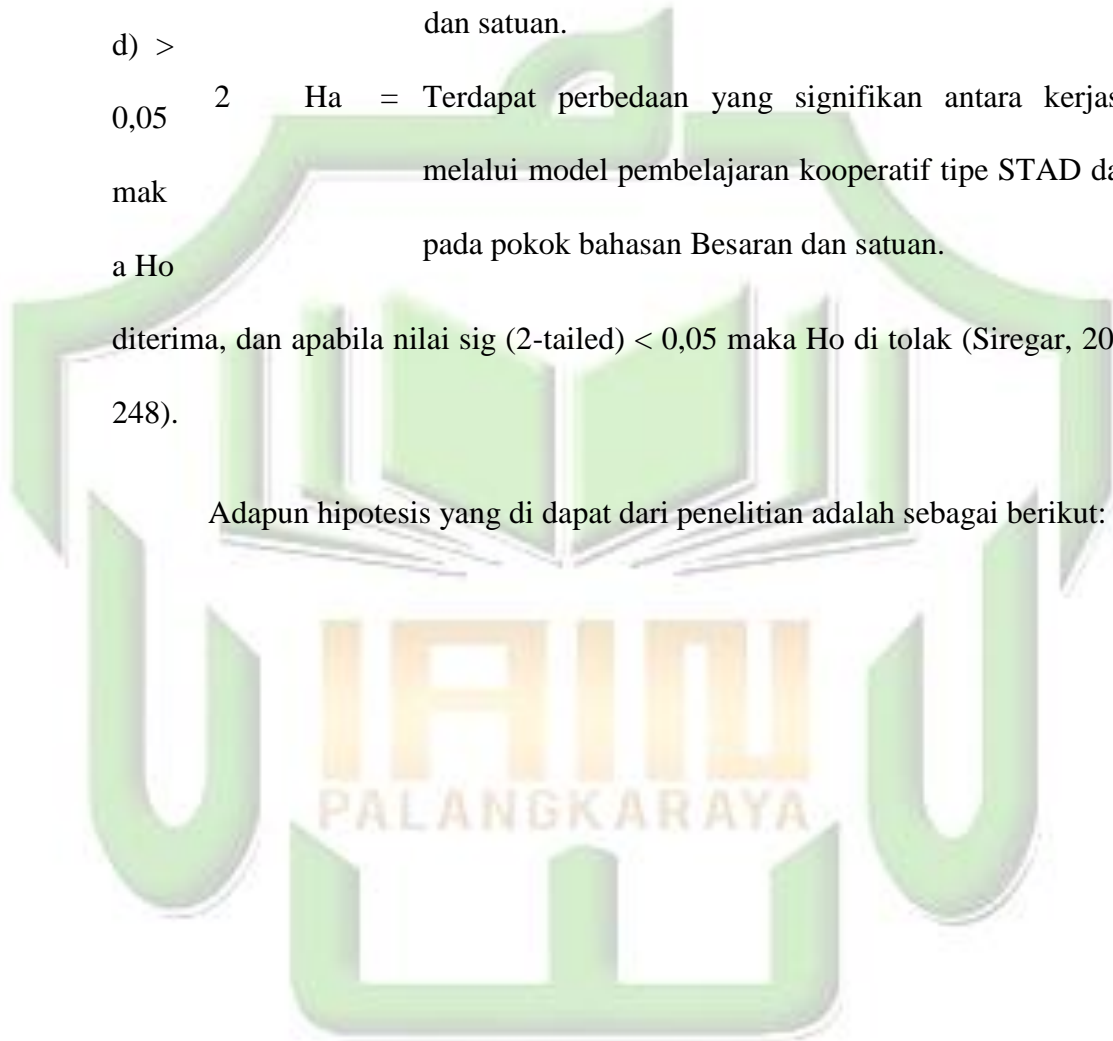 dan satuan.
d) >
0,05
mak
a Ho
2 Ha = Terdapat perbedaan yang signifikan antara
melalui model pembelajaran kooperatif tipe STAD
pada pokok bahasan Besaran dan satuan.
diterima, dan apabila nilai sig (2-tailed) < 0,05 maka Ho di tolak (Siregar,
248).
Adapun hipotesis yang di dapat dari penelitian adalah sebagai berikut:
IAIN
PALANGKARAYA